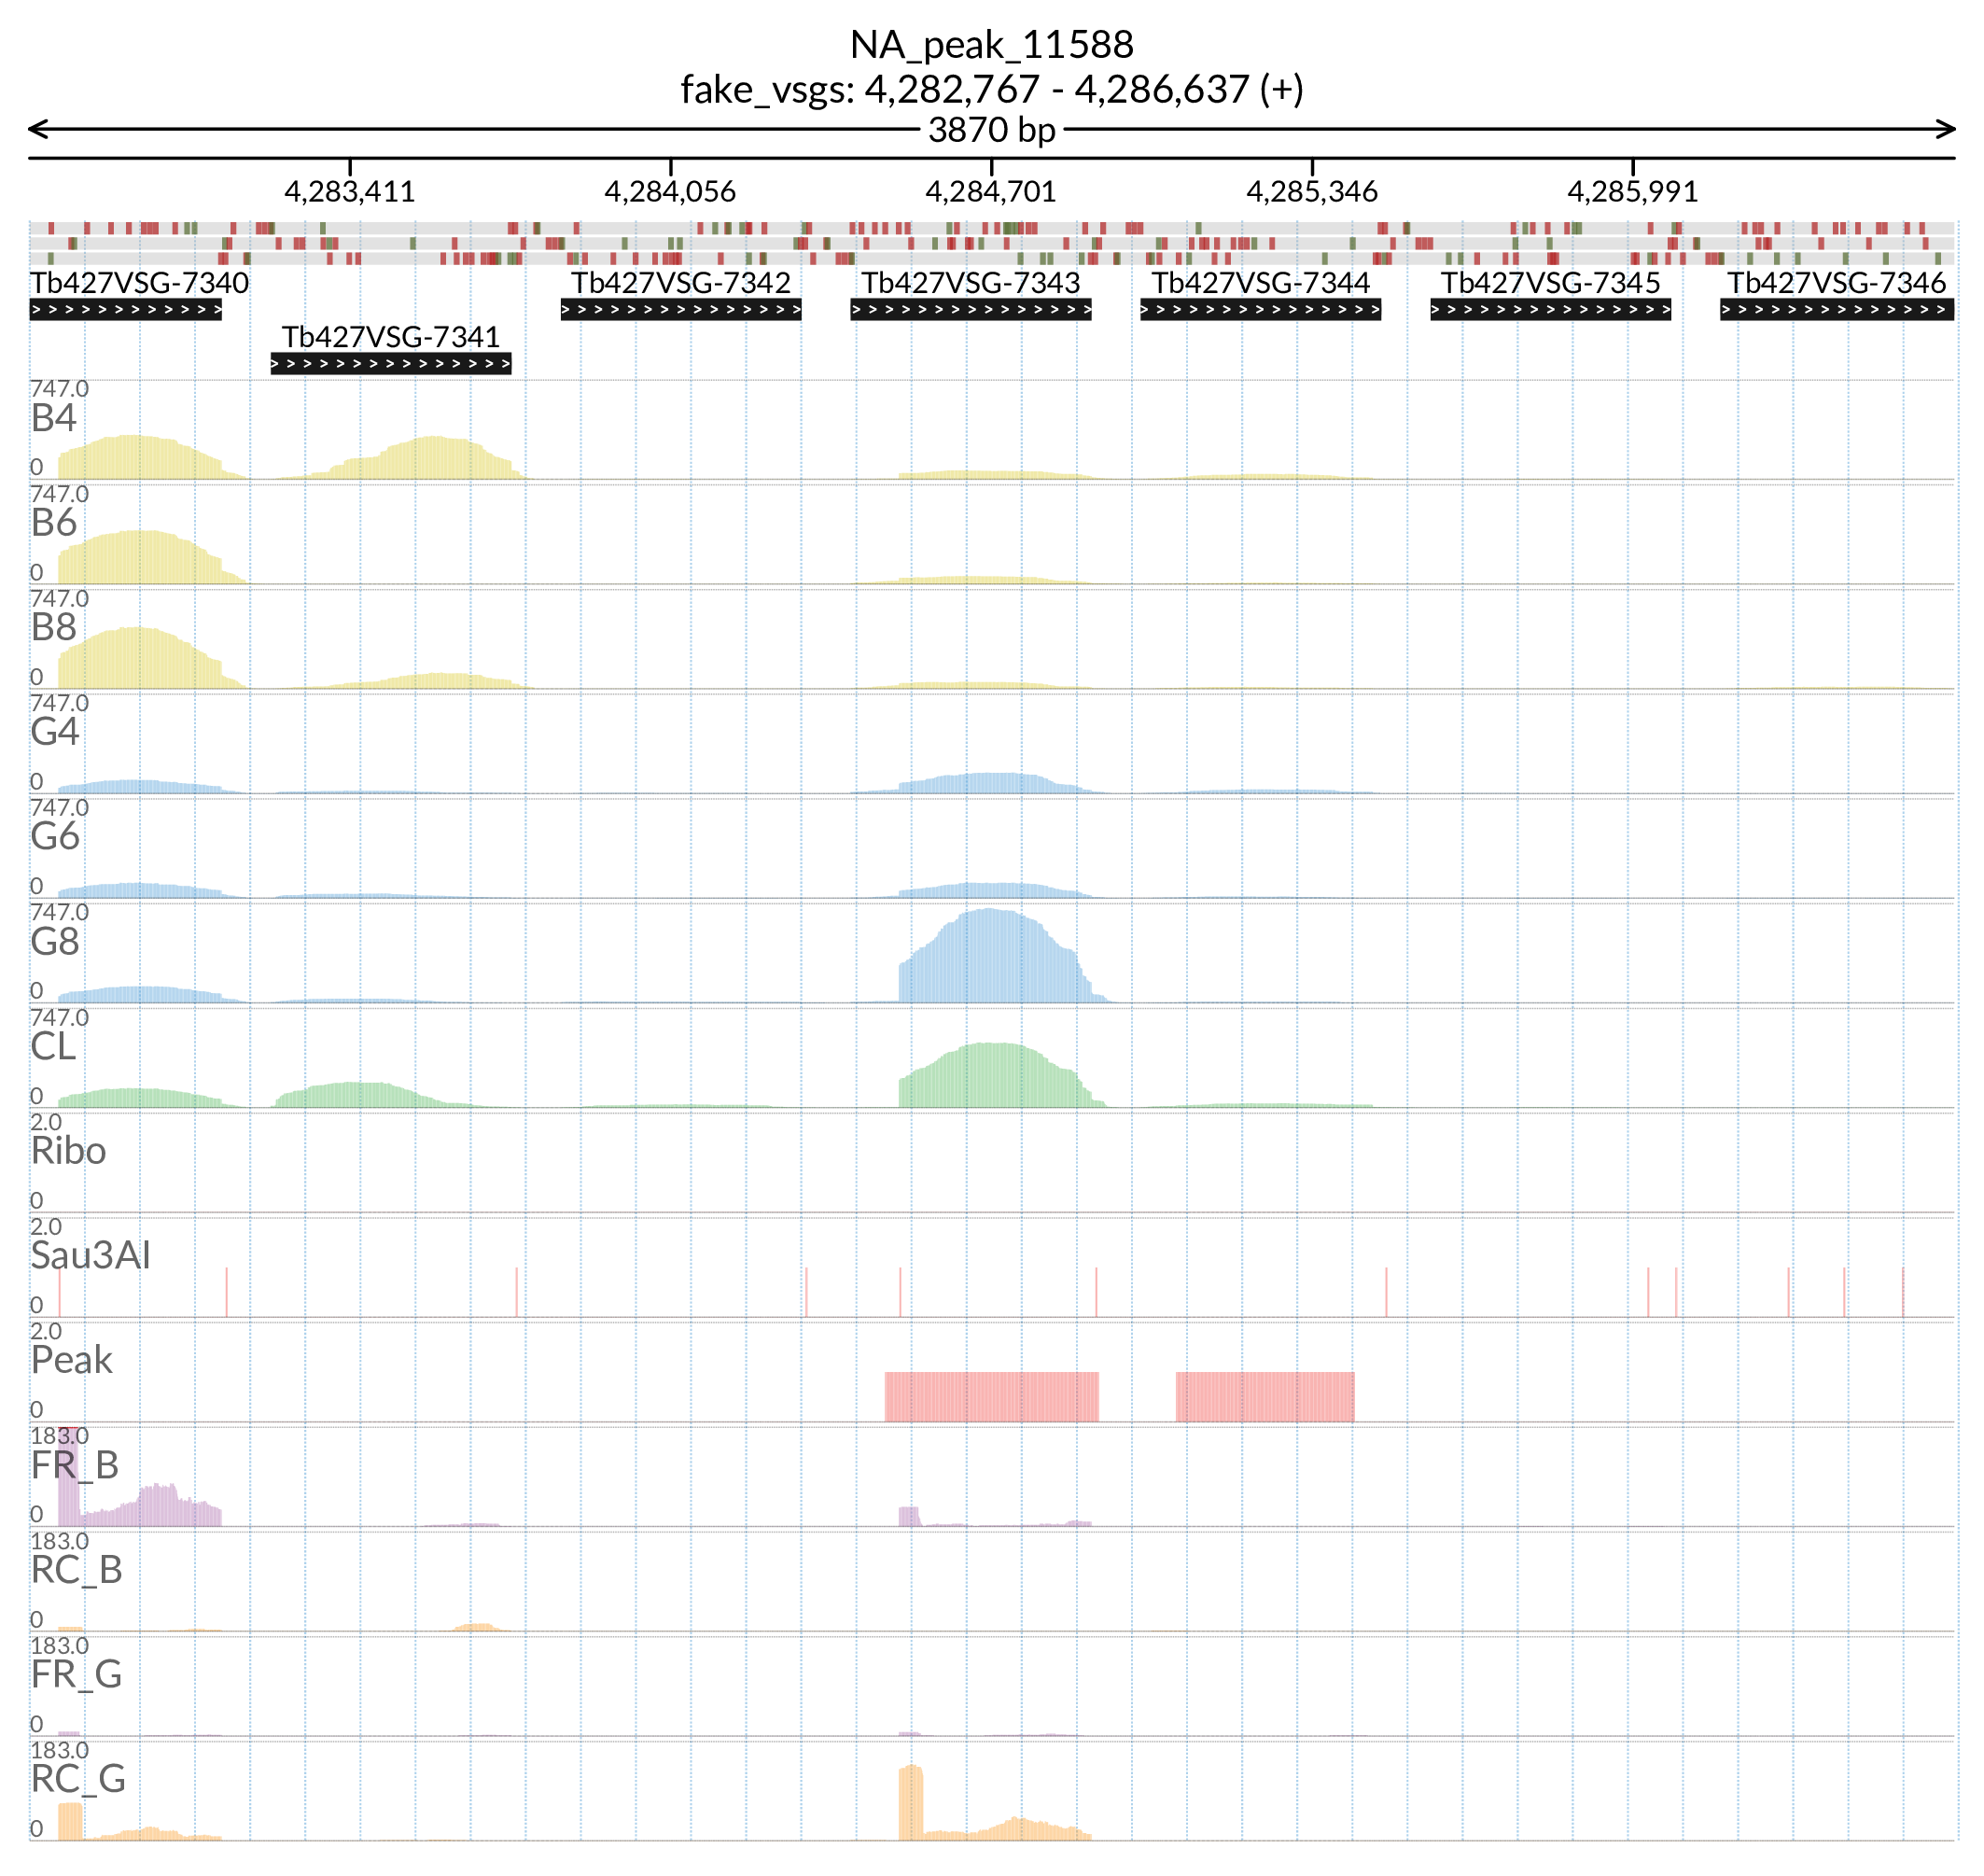 NA_peak_11588
fake_vsgs: 4,282,767 - 4,286,637 (+)
3870 bp
4,283,411 4,284,056 4,284,701 4,285,346 4,285,991
Tb427VSG-7340 Tb427VSG-7342 Tb427VSG-7343 Tb427VSG-7344 Tb427VSG-7345 Tb427VSG-7346
Tb427VSG-7341
747.0
B4
0
747.0
B6
0
747.0
B8
0
747.0
G4
0
747.0
G6
0
747.0
G8
0
747.0
CL
0
2.0
Ribo
0
2.0
Sau3AI
0
2.0
Peak
0
183.0
FR_B
0
183.0
RC_B
0
183.0
FR_G
0
183.0
RC_G
0